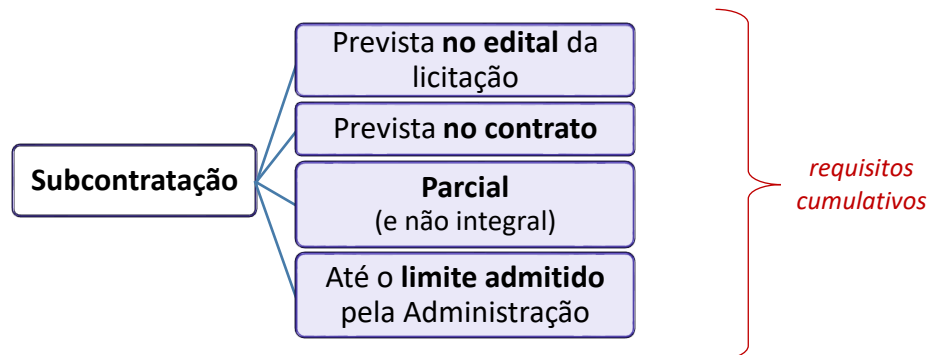 Subcontratação
Prevista no edital da
licitação
Prevista no contrato
Parcial
(e não integral)
Até o limite admitido
pela Administração
requisitos
cumulativos